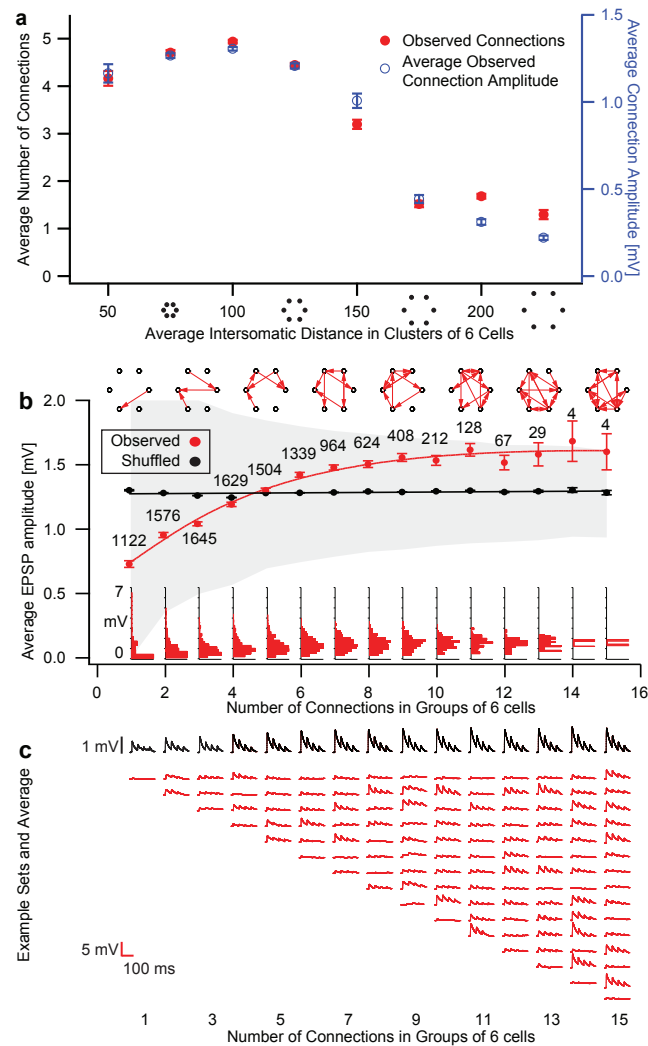 a
5
4
3
2
1
0
Average Number of Connections
Observed Connections
Average Observed
Connection Amplitude
1.5
1.0
0.5
0.0
Average Connection
Amplitude [mV]
50 100 150 200
Average Intersomatic Distance in Clusters of 6 Cells
b
2.0
1.5
1.0
0.5
0.0
Average EPSP amplitude [mV]
Observed
Shuffled
1122
1576
1645
1629
1504
1339
964
624
408
212
128
67
29
4
4
7
mV
0
0 2 4 6 8 10 12 14 16
Number of Connections in Groups of 6 cells
c
1 mV
Example Sets and Average
5 mV
100 ms
1 3 5 7 9 11 13 15
Number of Connections in Groups of 6 cells